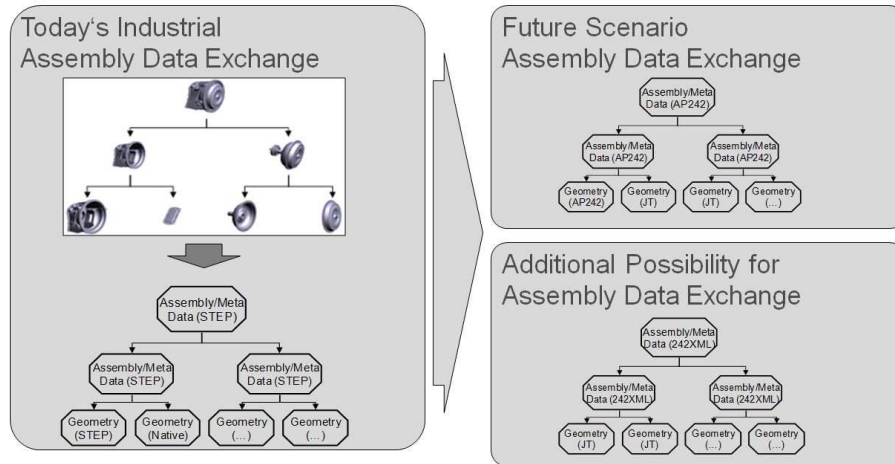 Today's Industrial
Assembly Data Exchange
Assembly/Meta
Data (STEP)
Assembly/Meta
Data (STEP)
Assembly/Meta
Data (STEP)
Geometry
(STEP)
Geometry
(Native)
Geometry
(...)
Geometry
(...)
Future Scenario
Assembly Data Exchange
Assembly/Meta
Data (AP242)
Assembly/Meta
Data (AP242)
Assembly/Meta
Data (AP242)
Geometry
(AP242)
Geometry
(JT)
Geometry
(JT)
Geometry
(...)
Additional Possibility for
Assembly Data Exchange
Assembly/Meta
Data (242XML)
Assembly/Meta
Data (242XML)
Assembly/Meta
Data (242XML)
Geometry
(JT)
Geometry
(JT)
Geometry
(...)
Geometry
(...)